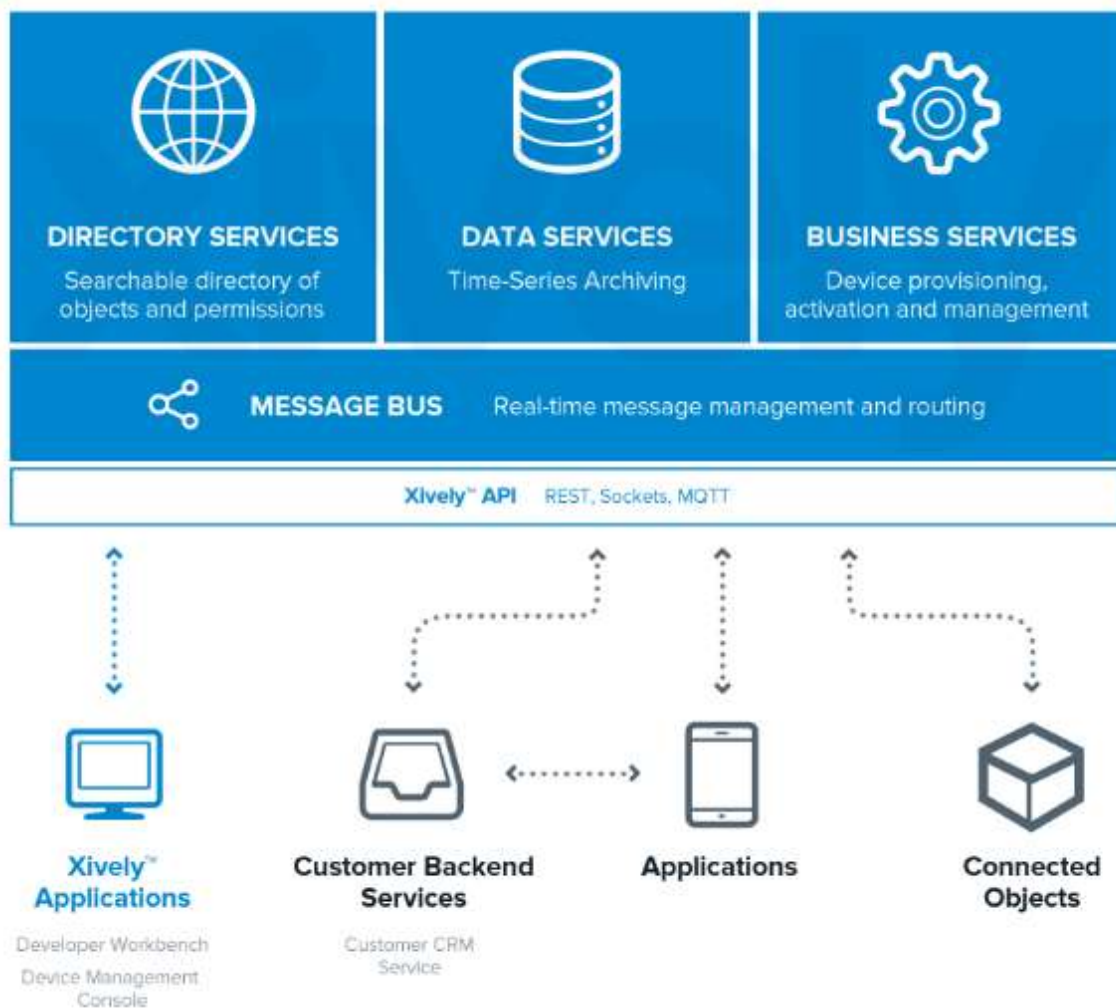 DIRECTORY SERVICES
Searchable directory of
objects and permissions
DATA SERVICES
Time-Series Archiving
BUSINESS SERVICES
Device provisioning,
activation and management
MESSAGE BUS Real-time message management and routing
Xively™ API REST, Sockets, MQTT
Xively™
Applications
Developer Workbench
Device Management
Console
Customer Backend
Services
Customer CRM
Service
Applications
Connected
Objects